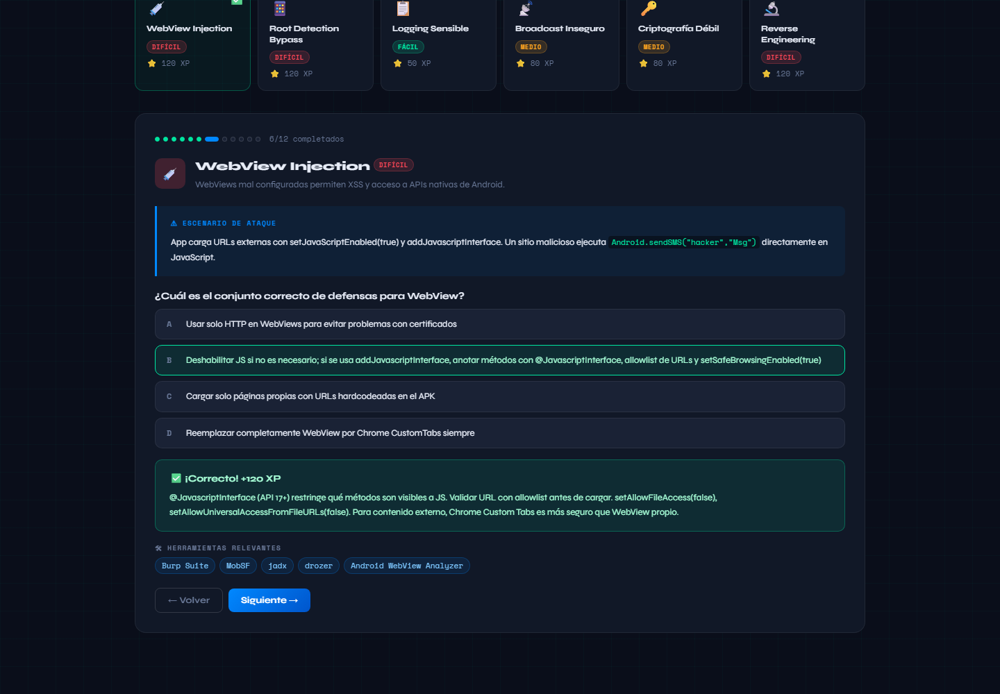 WebView Injection
DIFÍCIL
120 XP
Root Detection
Bypass
DIFÍCIL
120 XP
Logging Sensible
FÁCIL
50 XP
Broadcast Inseguro
MEDIO
80 XP
Criptografía Débil
MEDIO
80 XP
Reverse
Engineering
DIFÍCIL
120 XP
6/12 completados
WebView Injection DIFÍCIL
WebViews mal configuradas permiten XSS y acceso a APIs nativas de Android.
⚠ ESCENARIO DE ATAQUE
App carga URLs externas con setJavaScriptEnabled(true) y addJavascriptInterface. Un sitio malicioso ejecuta Android.sendSMS("hacker","Msg") directamente en
JavaScript.
¿Cuál es el conjunto correcto de defensas para WebView?
A Usar solo HTTP en WebViews para evitar problemas con certificados
B Deshabilitar JS si no es necesario; si se usa addJavascriptInterface, anotar métodos con @JavascriptInterface, allowlist de URLs y setSafeBrowsingEnabled(true)
C Cargar solo páginas propias con URLs hardcodeadas en el APK
D Reemplazar completamente WebView por Chrome CustomTabs siempre
✅ ¡Correcto! +120 XP
@JavascriptInterface (API 17+) restringe qué métodos son visibles a JS. Validar URL con allowlist antes de cargar. setAllowFileAccess(false),
setAllowUniversalAccessFromFileURLs(false). Para contenido externo, Chrome Custom Tabs es más seguro que WebView propio.
🛠 HERRAMIENTAS RELEVANTES
Burp Suite MobSF jadx drozer Android WebView Analyzer
← Volver Siguiente →